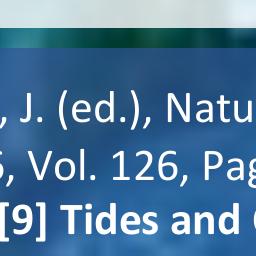 , J. (ed.), Natu
, Vol. 126, Pag
[9] Tides and